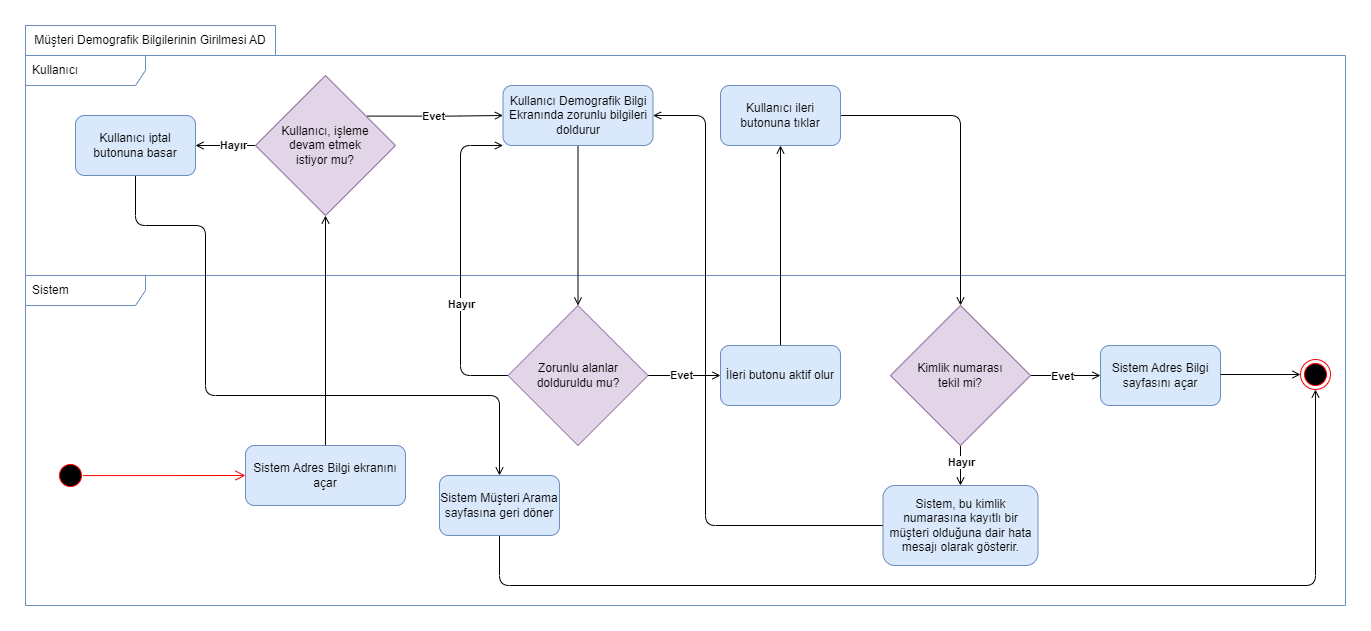 Müşteri Demografik Bilgilerinin Girilmesi AD
Kullanıcı
Kullanıcı iptal
butonuna basar
Hayır
Kullanıcı, işleme
devam etmek
istiyor mu?
Evet
Kullanıcı Demografik Bilgi
Ekranında zorunlu bilgileri
doldurur
Kullanıcı ileri
butonuna tıklar
Sistem
Hayır
Zorunlu alanlar
dolduruldu mu?
Evet
İleri butonu aktif olur
Kimlik numarası
tekil mi?
Evet
Sistem Adres Bilgi
sayfasını açar
Hayır
Sistem Adres Bilgi ekranını
açar
Sistem Müşteri Arama
sayfasına geri döner
Sistem, bu kimlik
numarasına kayıtlı bir
müşteri olduğuna dair hata
mesajı olarak gösterir.